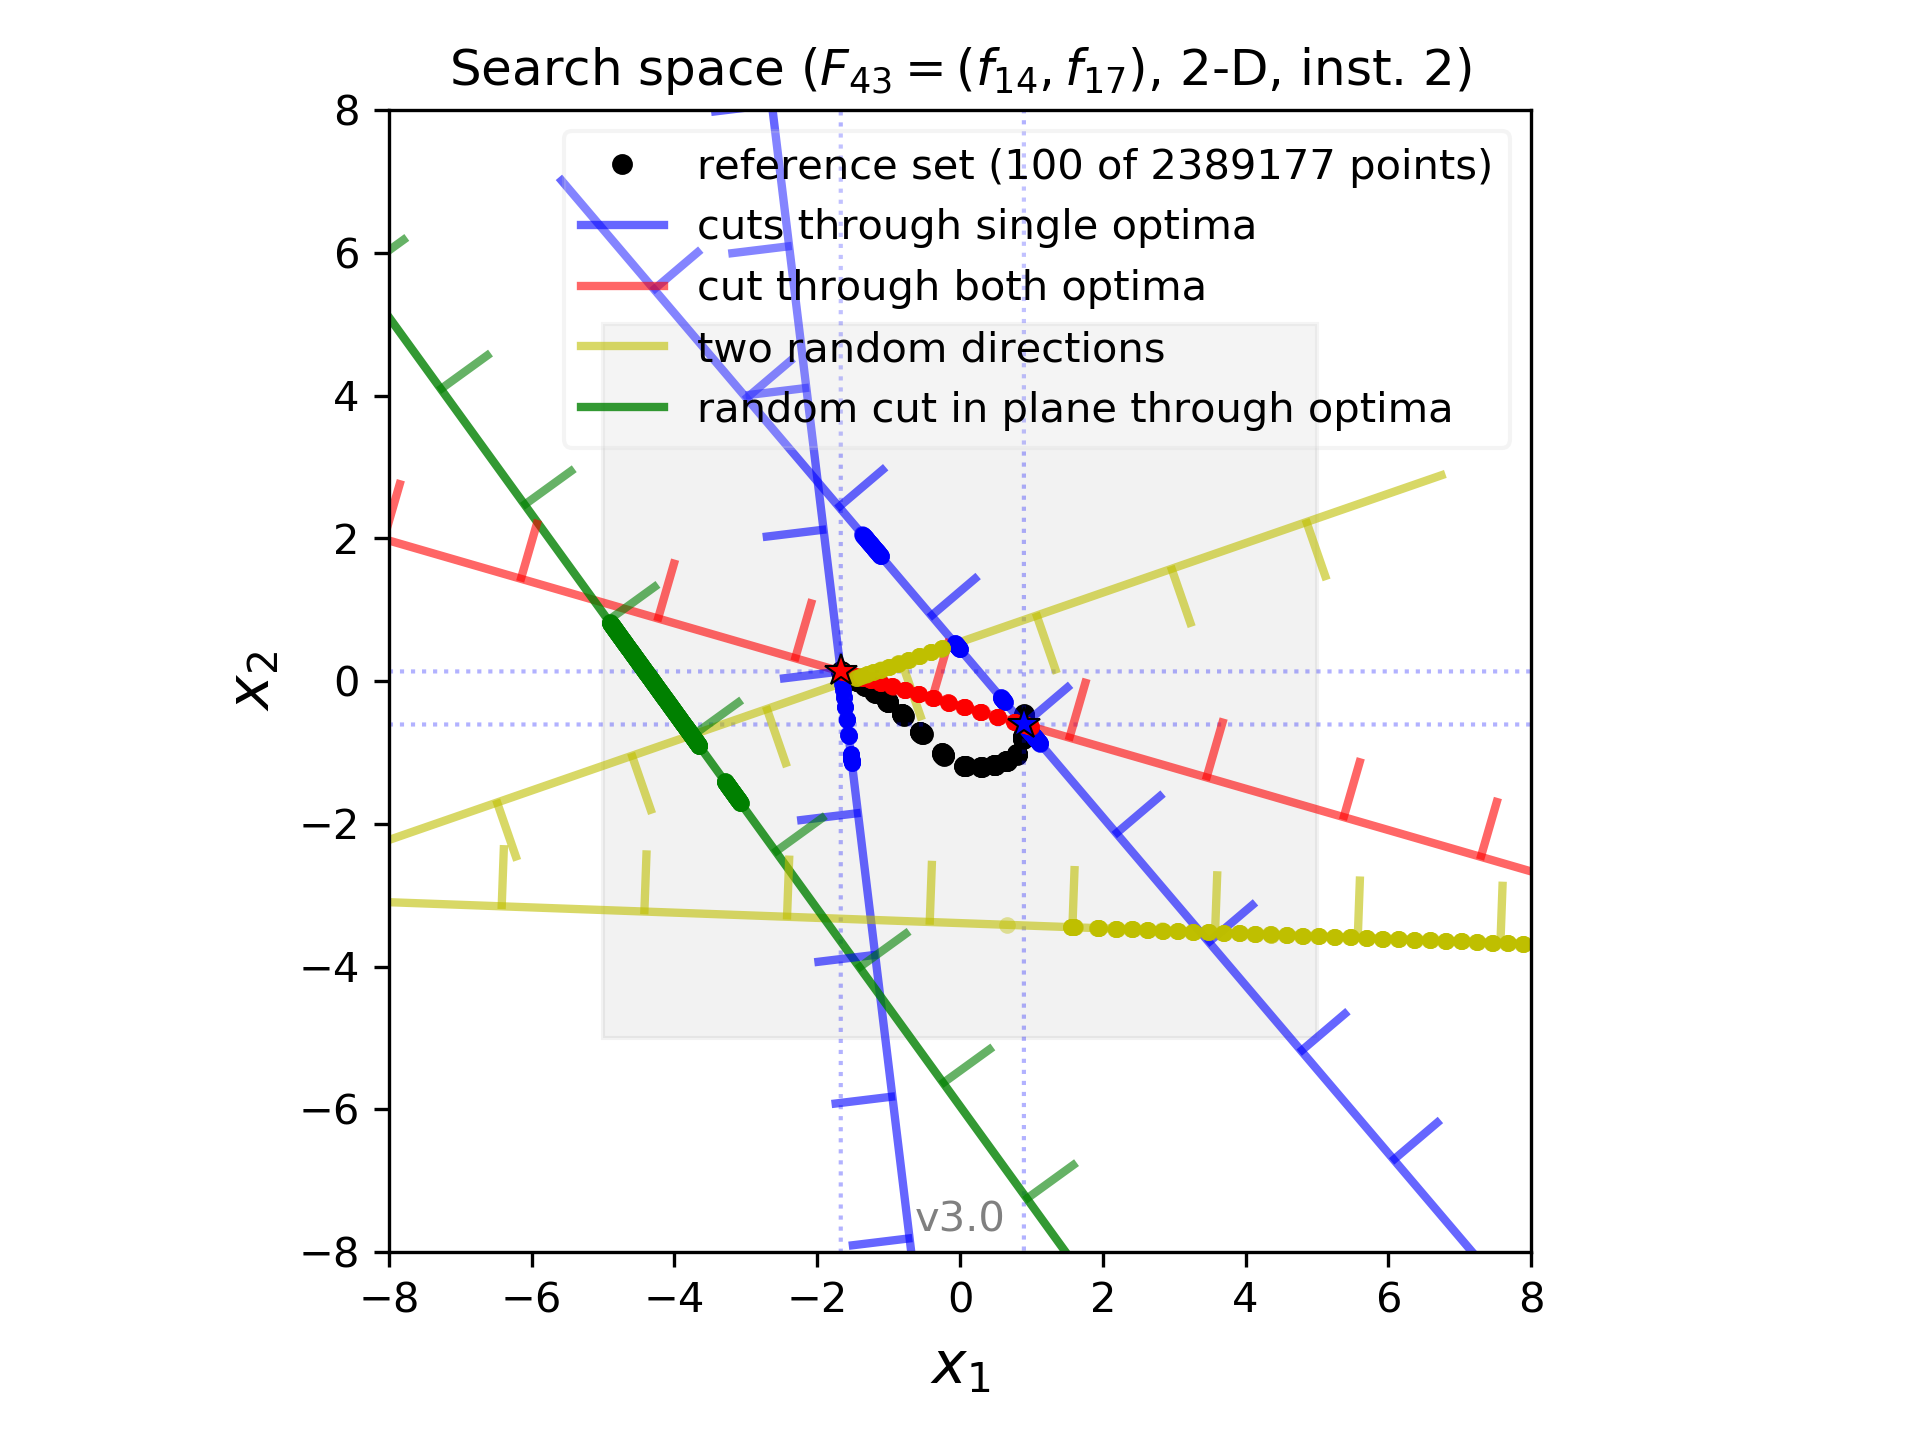 Search space (F43 = (f14, f17), 2-D, inst. 2)
reference set (100 of 2389177 points)
cuts through single optima
cut through both optima
two random directions
random cut in plane through optima
8
6
4
2
0
−2
−4
−6
−8
x2
v3.0
−8 −6 −4 −2 0 2 4 6 8
x1